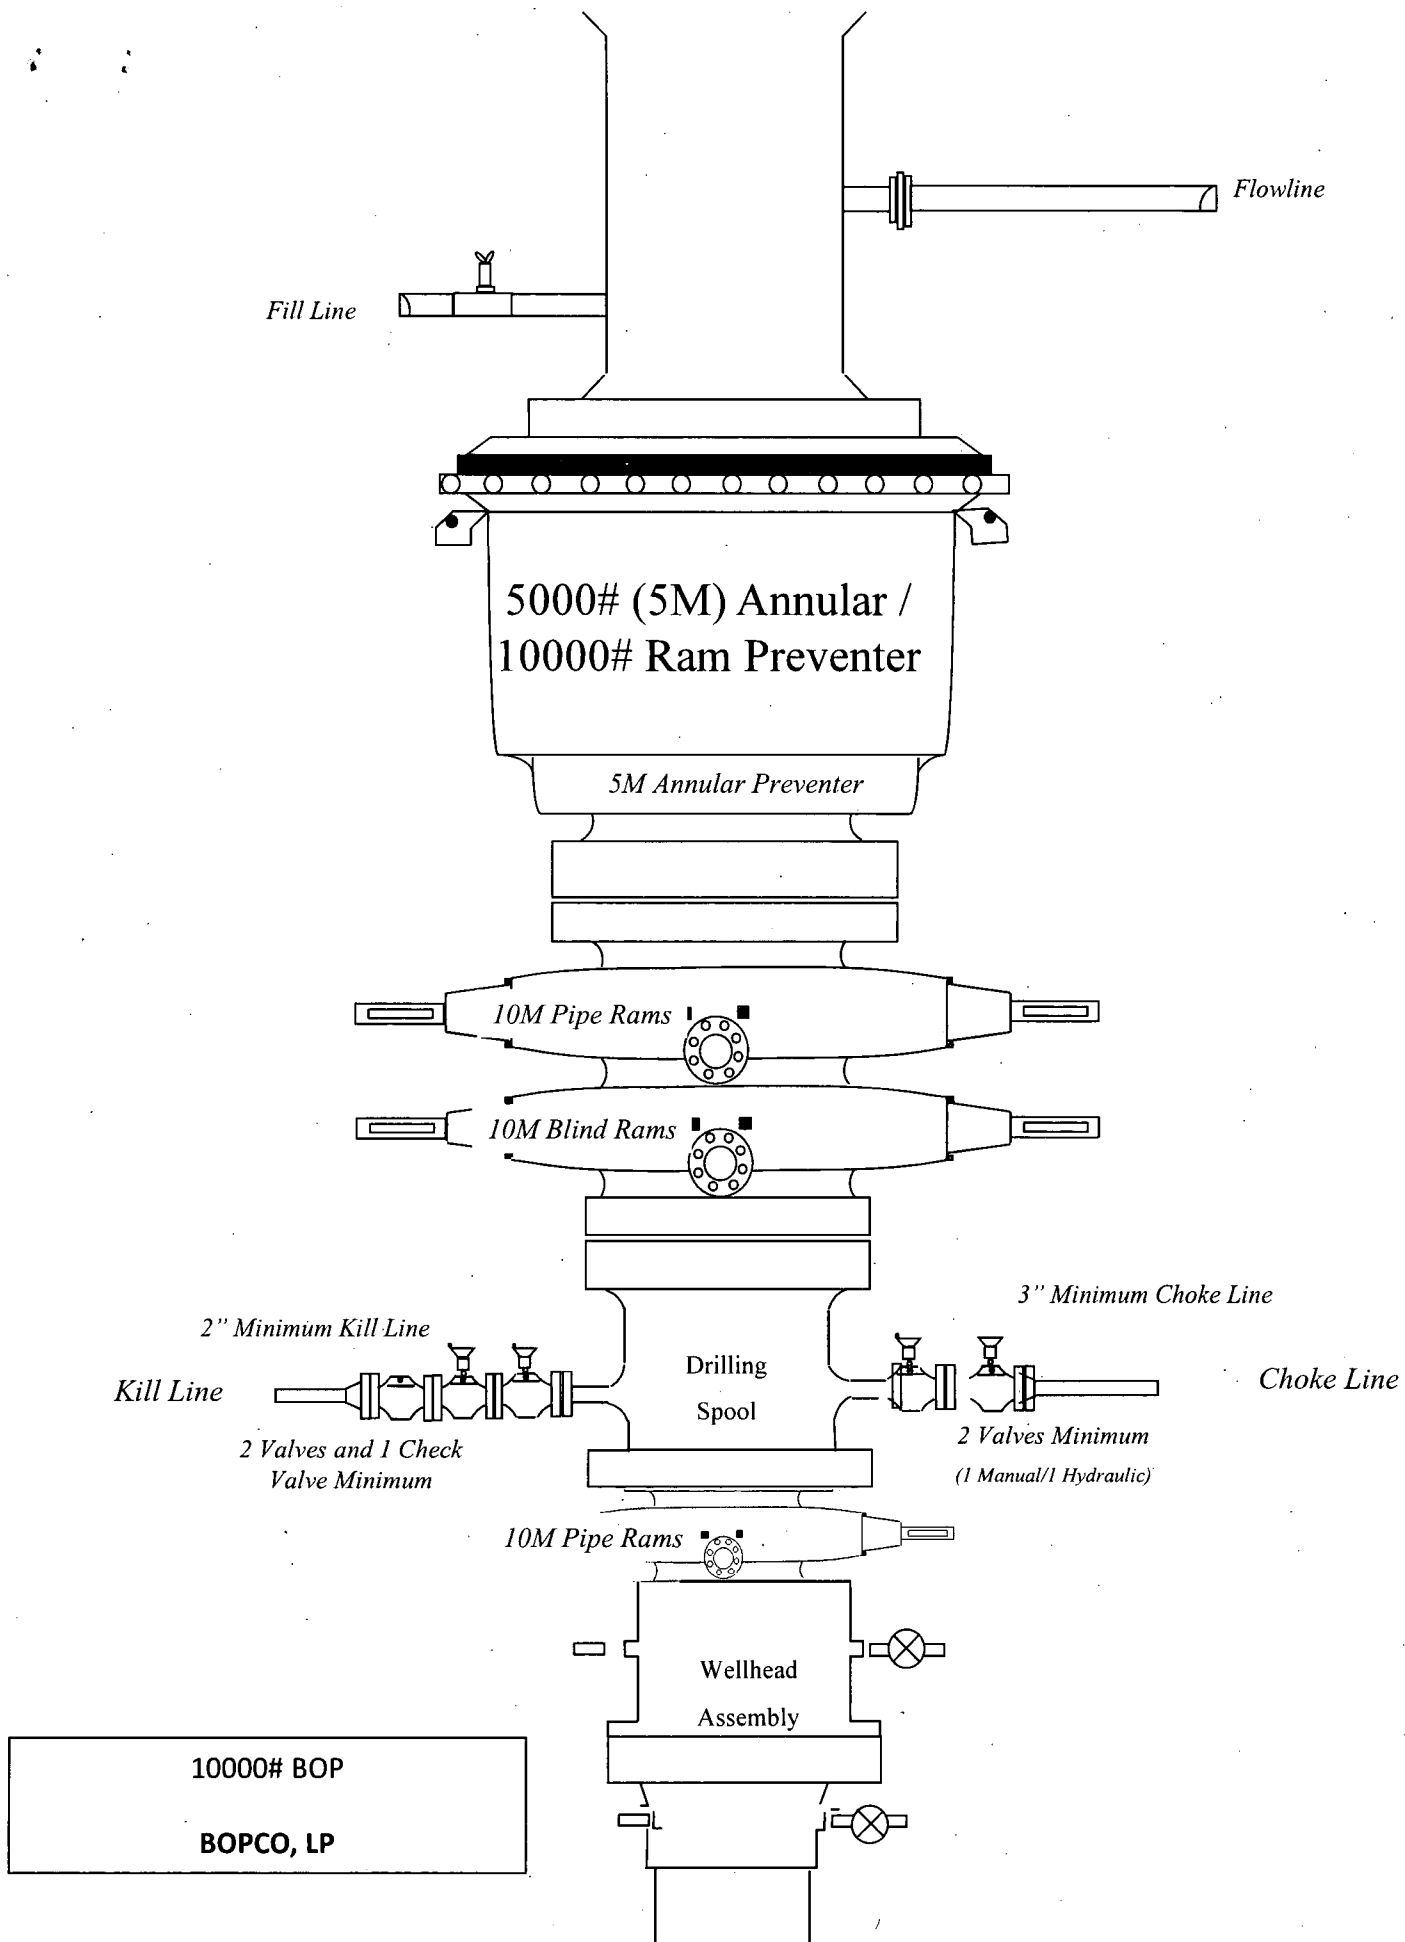 Flowline
Fill Line
5000# (5M) Annular /
10000# Ram Preventer
5M Annular Preventer
10M Pipe Rams
10M Blind Rams
3" Minimum Choke Line
2" Minimum Kill Line
Drilling
Spool
Kill Line
Choke Line
2 Valves and 1 Check
Valve Minimum
2 Valves Minimum
(1 Manual/1 Hydraulic)
10M Pipe Rams
Wellhead
Assembly
10000# BOP
BOPCO, LP